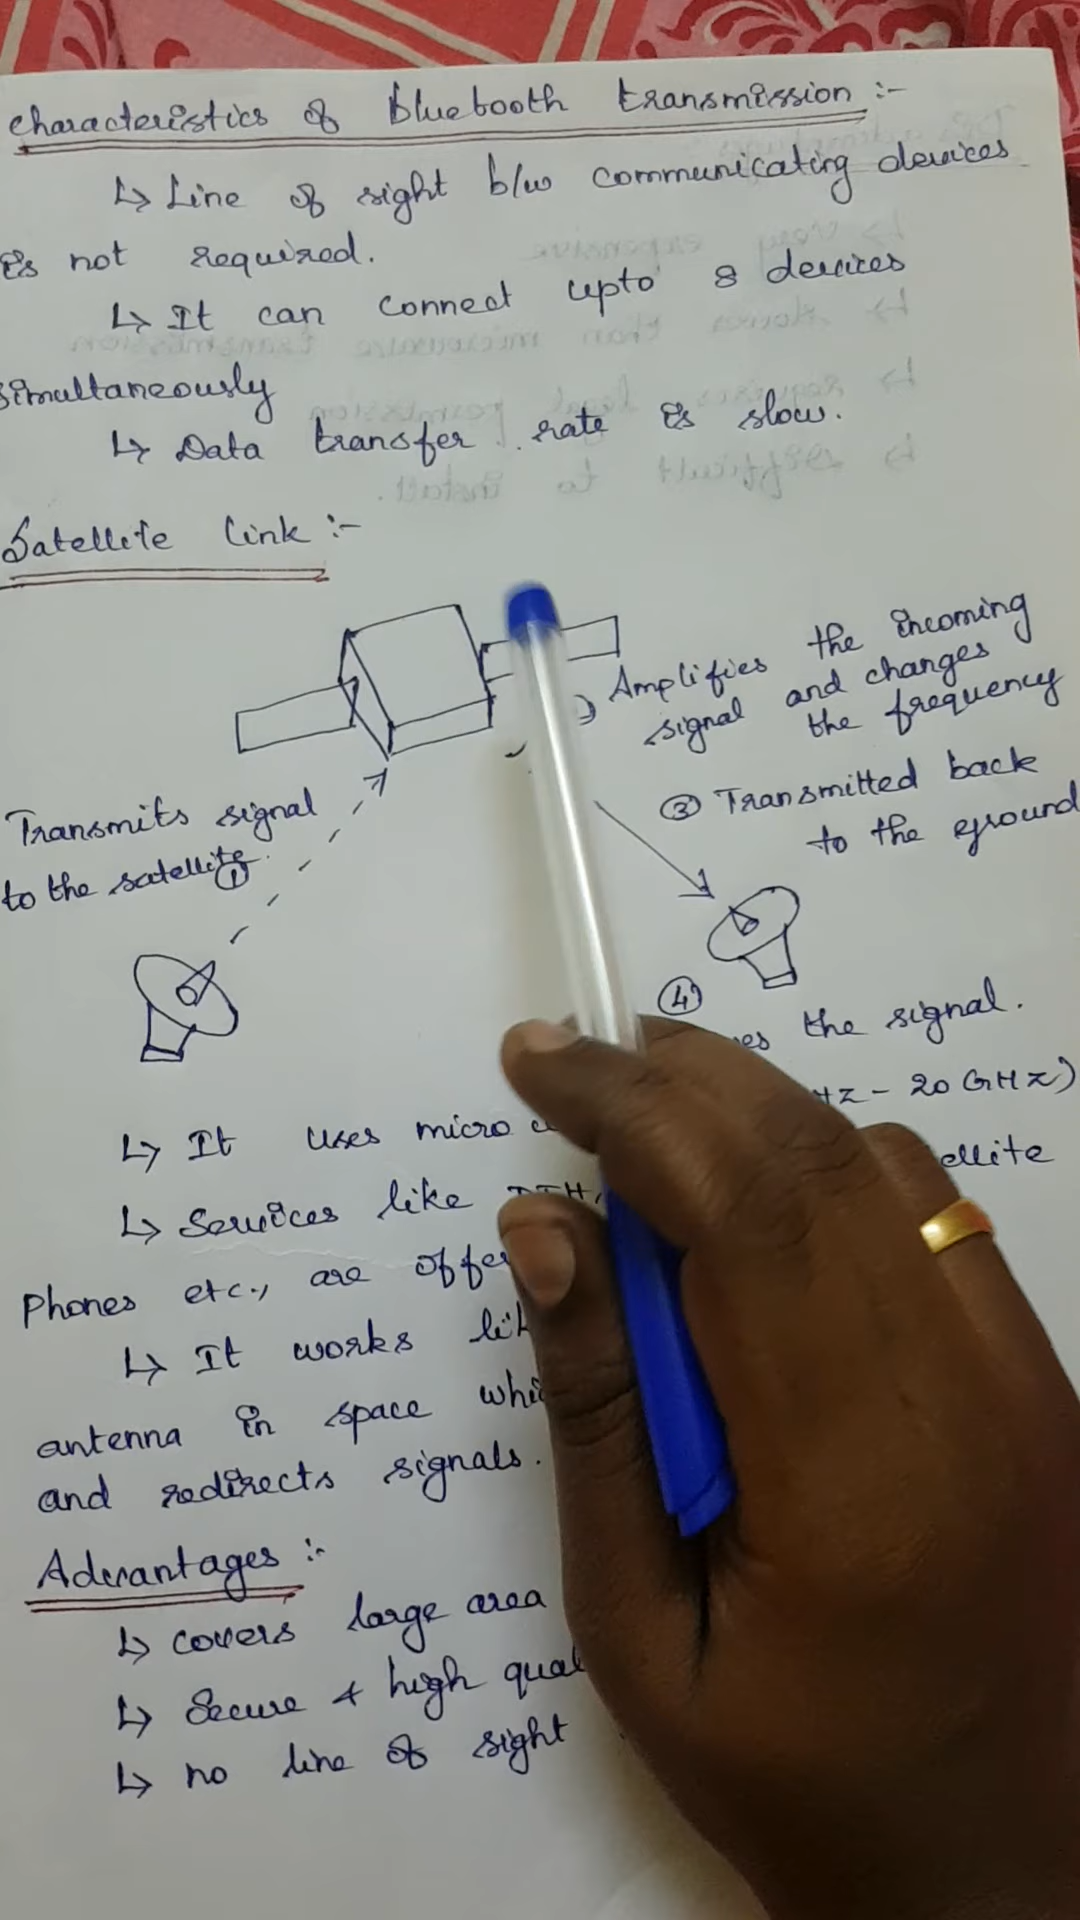 Characteristics of bluetooth transmission :-
↳ Line of sight b/w communicating devices
is not required.
↳ It can connect upto 8 devices
simultaneously
↳ Data transfer rate is slow.
Satellite link :-
Amplifies the incoming
signal and changes
the frequency
Transmits signal
to the satellite ①
③ Transmitted back
to the ground
④
the signal.
↳ It uses micro
- 20 GHz)
↳ Services like
Phones etc., are
↳ It works
antenna in space
and redirects signals.
Advantages :-
↳ covers large area
↳ Secure & high
↳ no line of sight